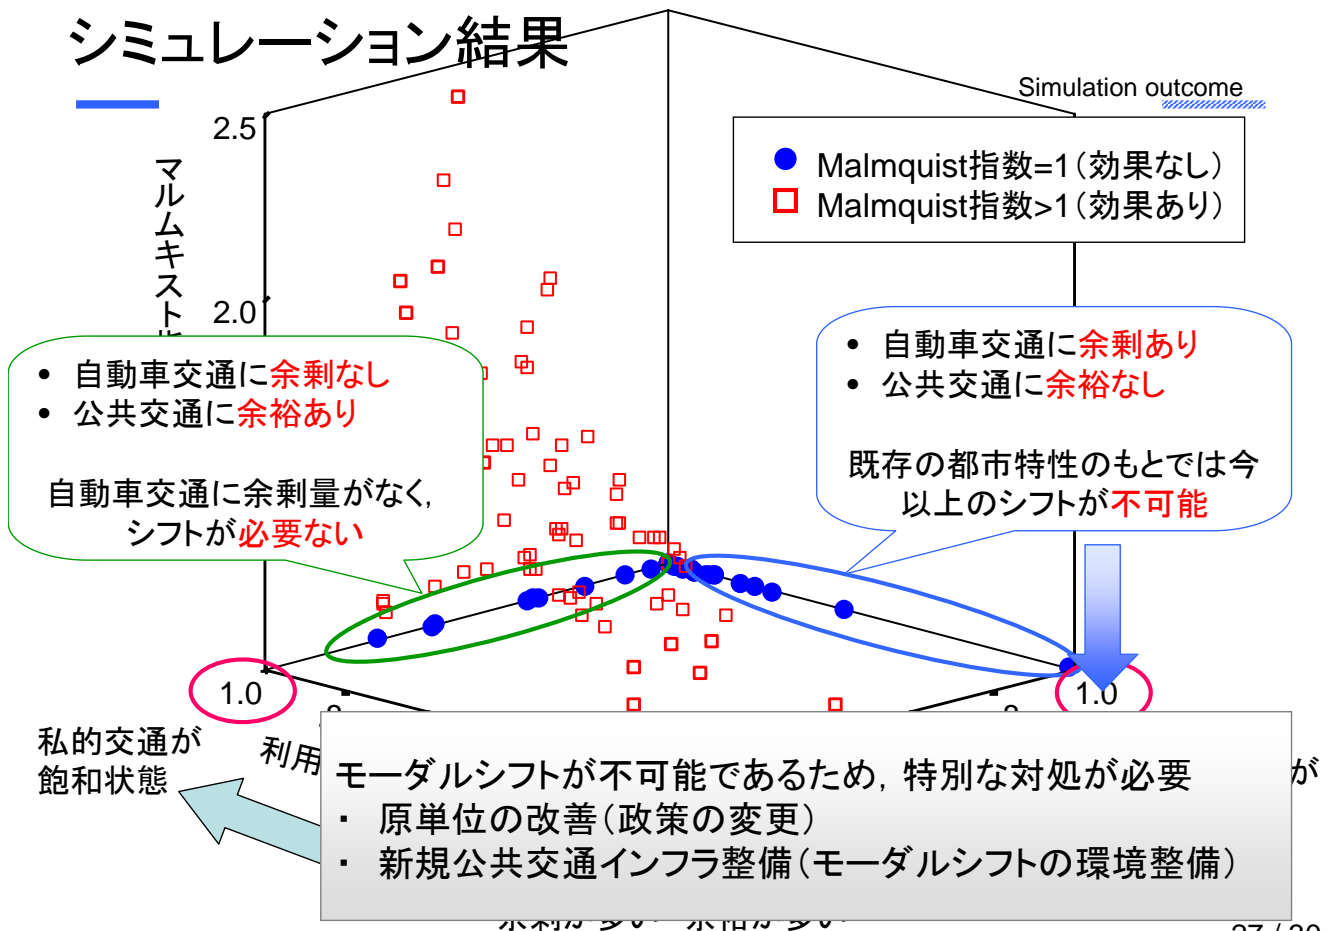 シミュレーション結果
Simulation outcome
2.5
マルムキスト
Malmquist指数=1（効果なし）
Malmquist指数>1（効果あり）
2.0
• 自動車交通に余剰なし
• 公共交通に余裕あり
自動車交通に余剰量がなく，
シフトが必要ない
• 自動車交通に余剰あり
• 公共交通に余裕なし
既存の都市特性のもとでは今
以上のシフトが不可能
1.0
1.0
私的交通が
飽和状態
利用
が
モーダルシフトが不可能であるため，特別な対処が必要
・ 原単位の改善（政策の変更）
・ 新規公共交通インフラ整備（モーダルシフトの環境整備）